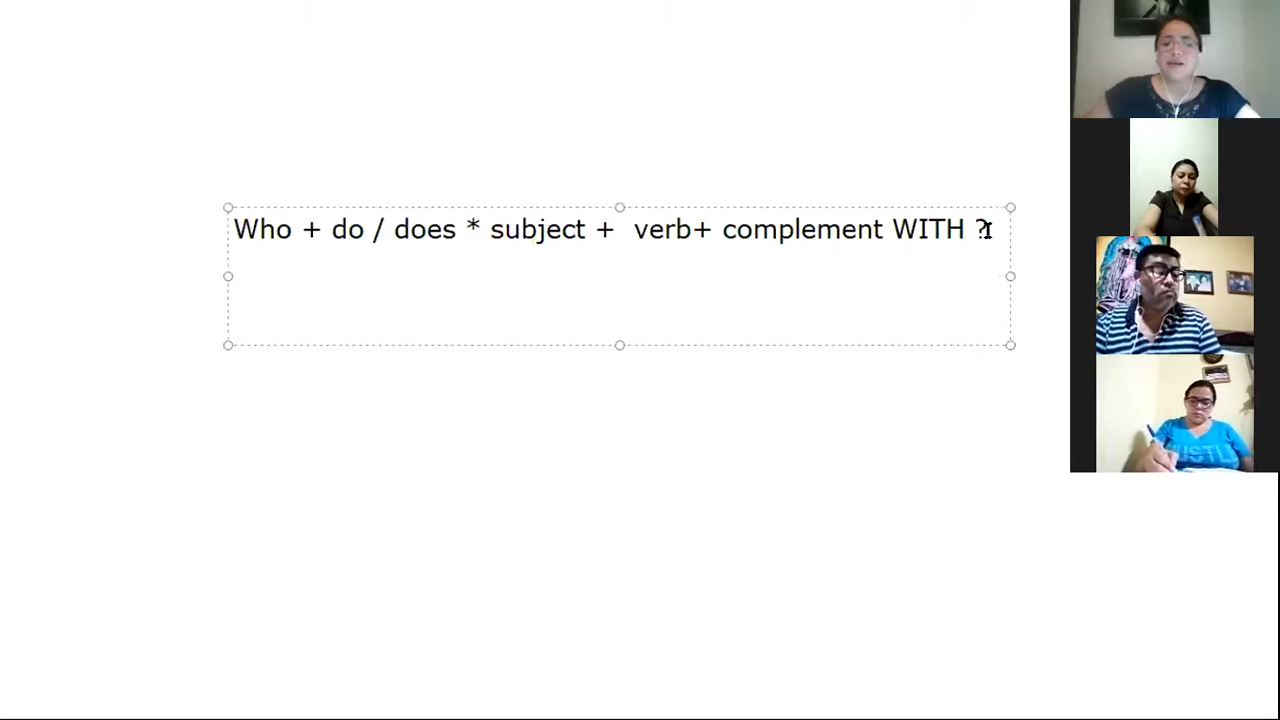 Who + do / does * subject +  verb+ complement WITH ?